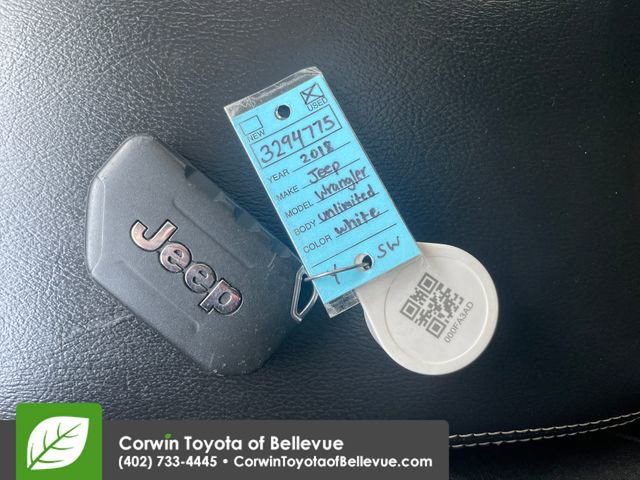 NEW
USED
3294775
YEAR 2018
MAKE Jeep
MODEL Wrangler
BODY unlimited
COLOR white
SW
Jeep
000FA3AD
Corwin Toyota of Bellevue
(402) 733-4445 • CorwinToyotaofBellevue.com